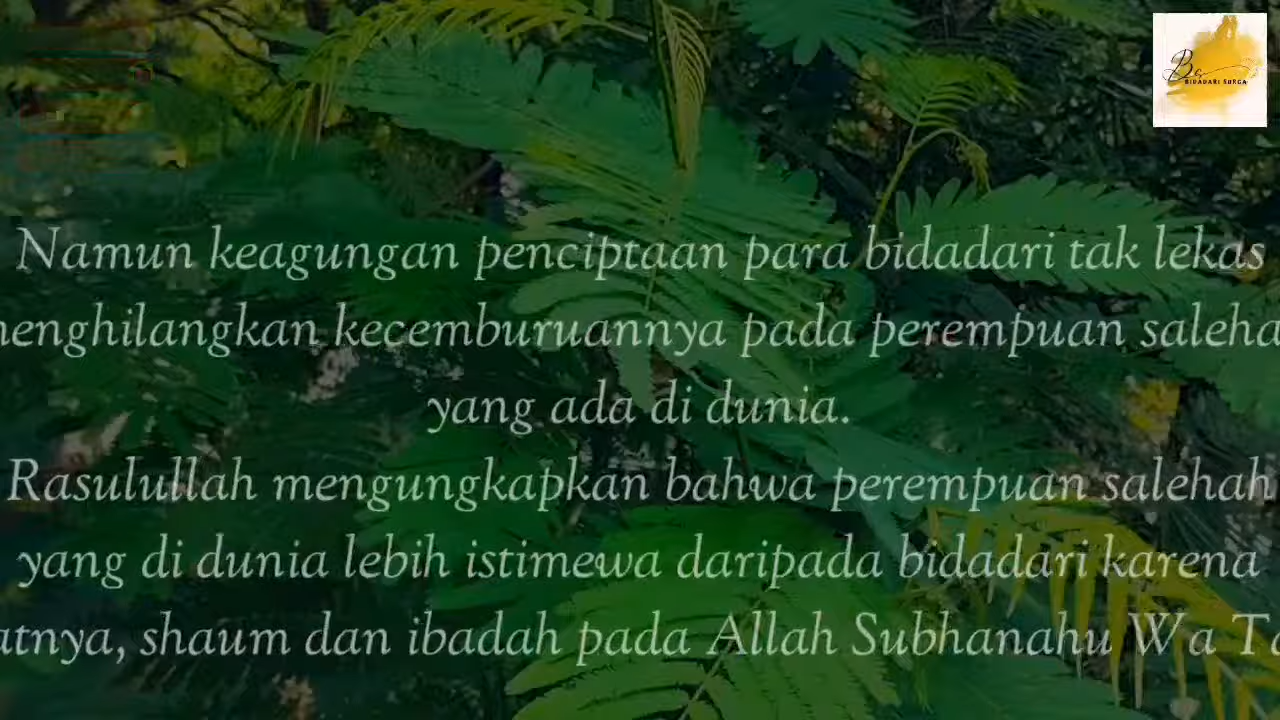 Bs
BIDADARI SURGA
Namun keagungan penciptaan para bidadari tak lekas
enghilangkan kecemburuannya pada perempuan saleha
yang ada di dunia.
Rasulullah mengungkapkan bahwa perempuan salehah
yang di dunia lebih istimewa daripada bidadari karena
atnya, shaum dan ibadah pada Allah Subhanahu Wa Ta